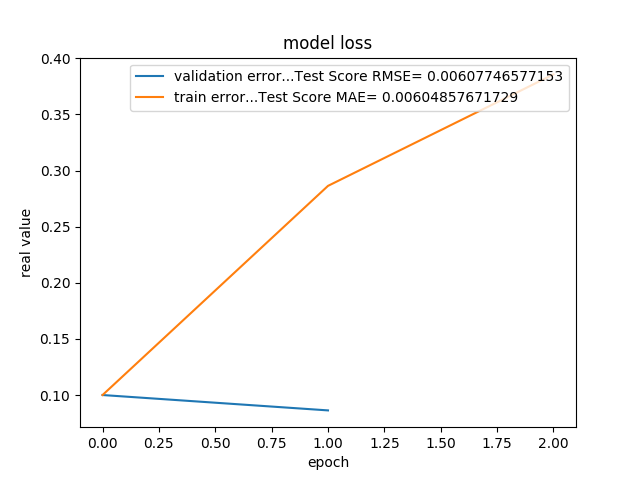 model loss
validation error...Test Score RMSE= 0.00607746577153
train error...Test Score MAE= 0.00604857671729
0.40
0.35
0.30
0.25
0.20
0.15
0.10
real value
0.00 0.25 0.50 0.75 1.00 1.25 1.50 1.75 2.00
epoch